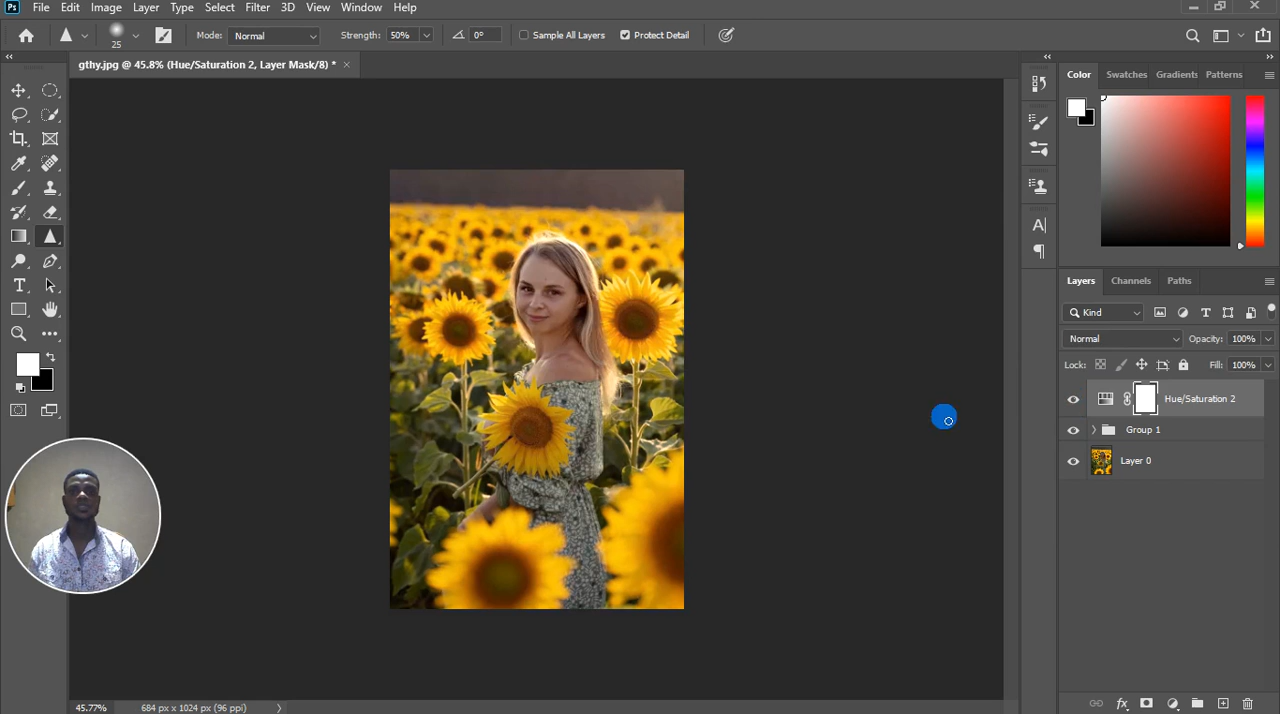 Ps File Edit Image Layer Type Select Filter 3D View Window Help
25 Mode: Normal Strength: 50% 0° Sample All Layers Protect Detail
gthy.jpg @ 45.8% (Hue/Saturation 2, Layer Mask/8) * ×
Color Swatches Gradients Patterns
Layers Channels Paths
Kind
Normal Opacity: 100%
Lock: Fill: 100%
Hue/Saturation 2
Group 1
Layer 0
45.77% 684 px x 1024 px (96 ppi)